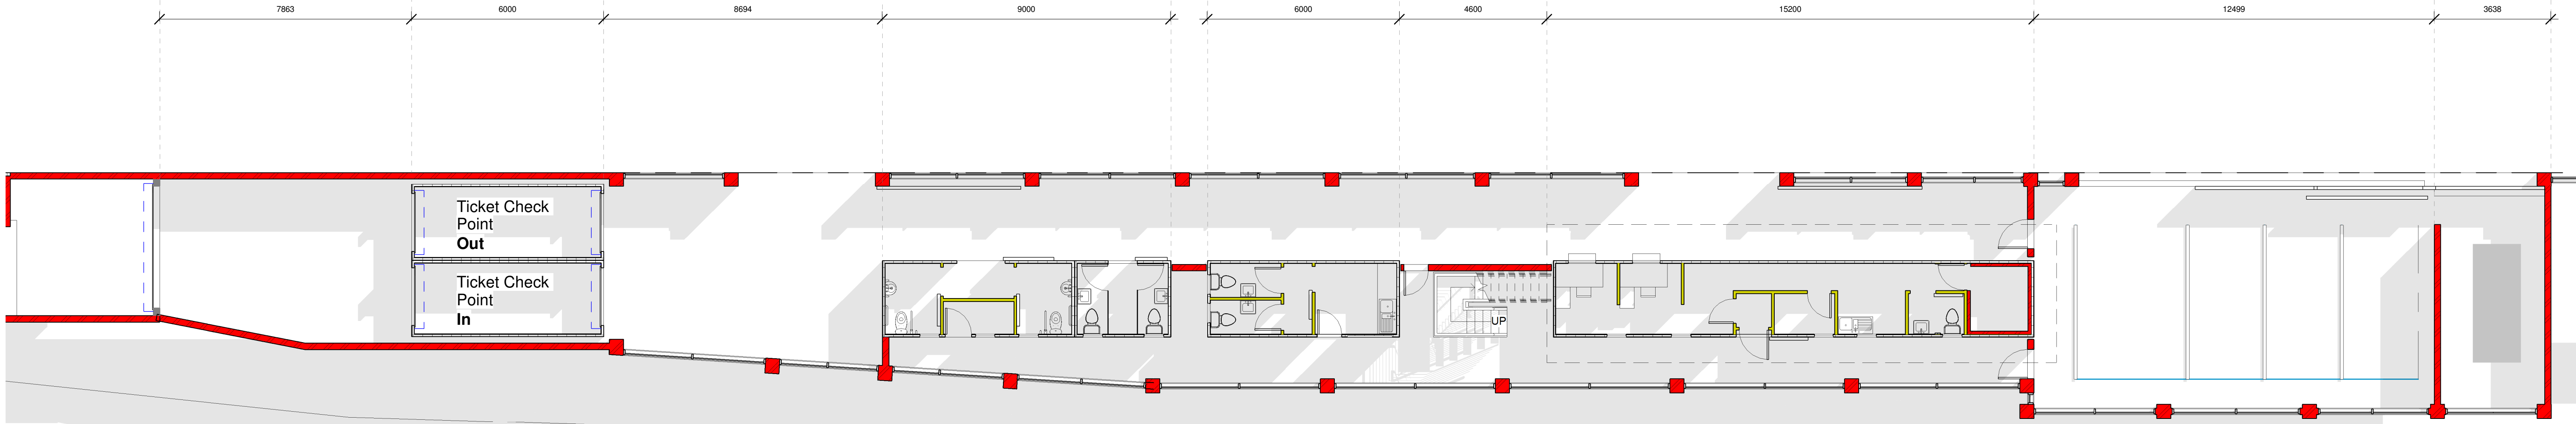 7863
6000
8694
9000
6000
4600
15200
12499
3638
Ticket Check
Point
Out
Ticket Check
Point
In
UP